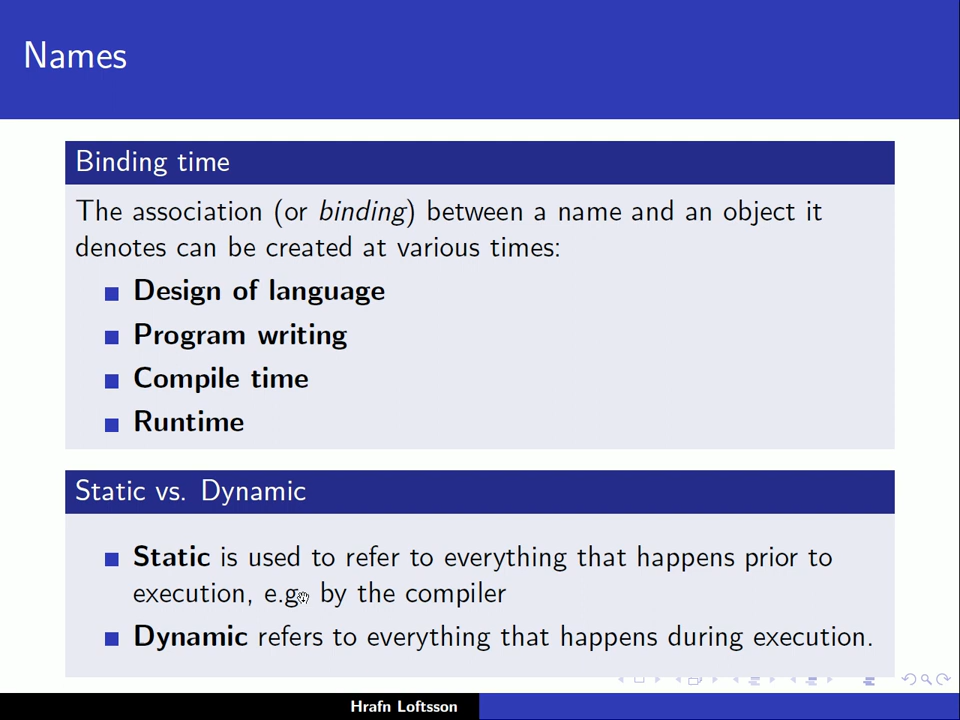 Names
Binding time
The association (or binding) between a name and an object it
denotes can be created at various times:
Design of language
Program writing
Compile time
Runtime
Static vs. Dynamic
Static is used to refer to everything that happens prior to
execution, e.g. by the compiler
Dynamic refers to everything that happens during execution.
Hrafn Loftsson